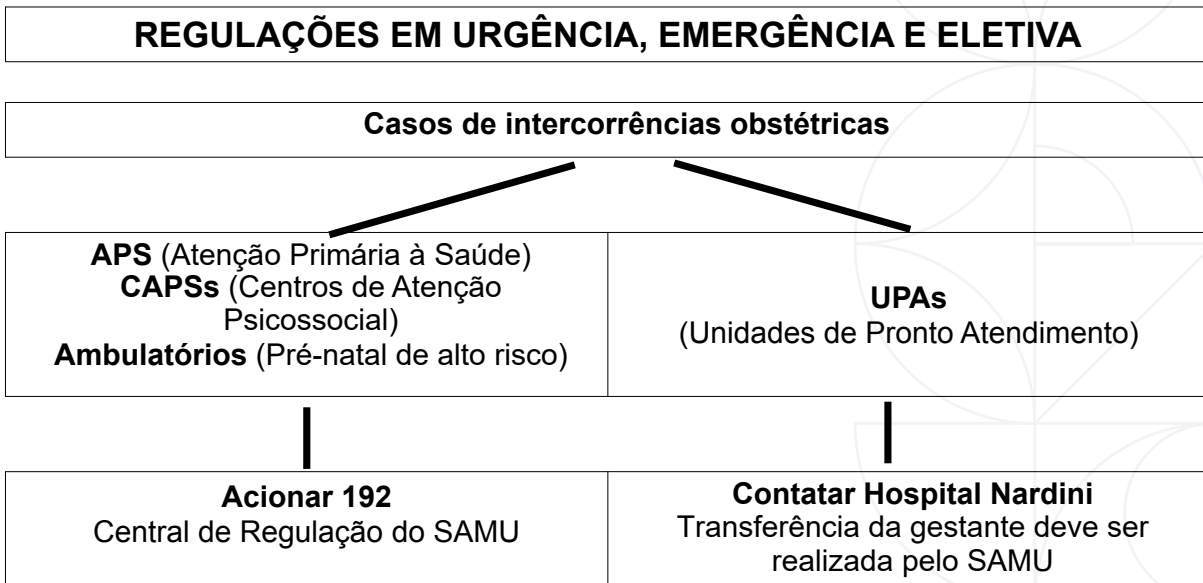 REGULAÇÕES EM URGÊNCIA, EMERGÊNCIA E ELETIVA
Casos de intercorrências obstétricas
APS (Atenção Primária à Saúde)
CAPSs (Centros de Atenção
Psicossocial)
Ambulatórios (Pré-natal de alto risco)
UPAs
(Unidades de Pronto Atendimento)
Acionar 192
Central de Regulação do SAMU
Contatar Hospital Nardini
Transferência da gestante deve ser
realizada pelo SAMU